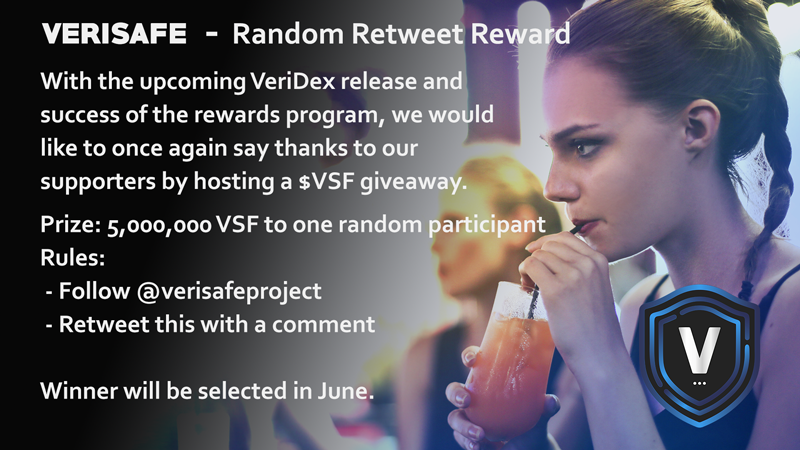 VERISAFE - Random Retweet Reward
With the upcoming VeriDex release and
success of the rewards program, we would
like to once again say thanks to our
supporters by hosting a $VSF giveaway.
Prize: 5,000,000 VSF to one random participant
Rules:
- Follow @verisafeproject
- Retweet this with a comment
Winner will be selected in June.
V